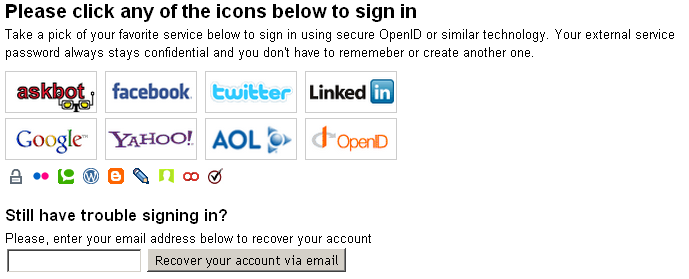 Please click any of the icons below to sign in
Take a pick of your favorite service below to sign in using secure OpenID or similar technology. Your external service
password always stays confidential and you don't have to rememeber or create another one.
askbot facebook twitter Linked in
Google YAHOO! AOL OpenID
Still have trouble signing in?
Please, enter your email address below to recover your account
Recover your account via email